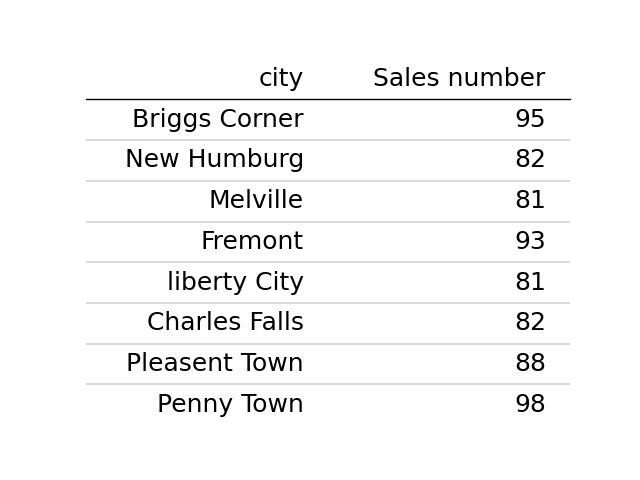 city Sales number
Briggs Corner 95
New Humburg 82
Melville 81
Fremont 93
liberty City 81
Charles Falls 82
Pleasent Town 88
Penny Town 98